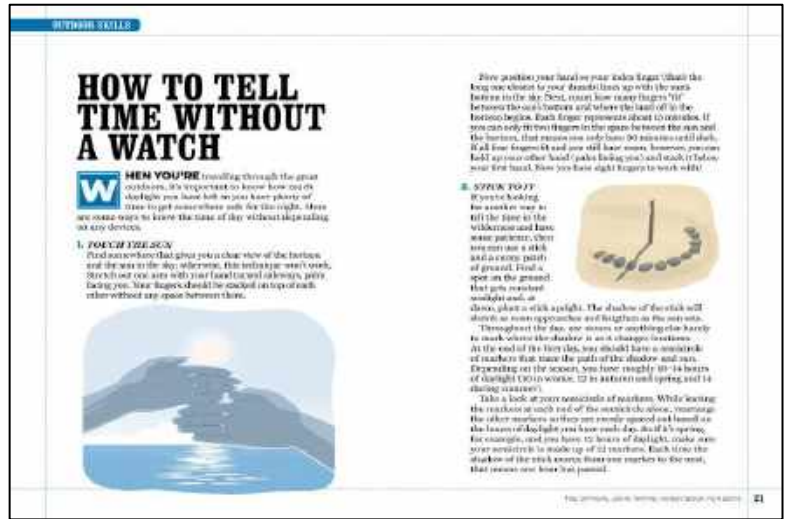 OUTDOOR SKILLS
HOW TO TELL
TIME WITHOUT
A WATCH
WHEN YOU'RE traveling through the great
outdoors, it's important to know how much
daylight you have left so you have plenty of
time to get somewhere safe for the night. Here
are some ways to know the time of day without depending
on any devices.
1. TOUCH THE SUN
Find somewhere that gives you a clear view of the horizon
and the sun in the sky; otherwise, this technique won't work.
Stretch out one arm with your hand turned sideways, palm
facing you. Your fingers should be stacked on top of each
other without any space between them.
Now position your hand so your index finger (that's the
long one closest to your thumb) lines up with the sun's
bottom in the sky. Next, count how many fingers "fit"
between the sun's bottom and where the land off in the
horizon begins. Each finger represents about 15 minutes. If
you can only fit two fingers in the space between the sun and
the horizon, that means you only have 30 minutes until dark.
If all four fingers fit and you still have room, however, you can
hold up your other hand (palm facing you) and stack it below
your first hand. Now you have eight fingers to work with!
2. STICK TO IT
If you're looking
for another way to
tell the time in the
wilderness and have
some patience, then
you can use a stick
and a sunny patch
of ground. Find a
spot on the ground
that gets constant
sunlight and, at
dawn, plant a stick upright. The shadow of the stick will
shrink as noon approaches and lengthen as the sun sets.
Throughout the day, use stones or anything else handy
to mark where the shadow is as it changes locations.
At the end of the first day, you should have a semicircle
of markers that trace the path of the shadow and sun.
Depending on the season, you have roughly 10–14 hours
of daylight (10 in winter, 12 in autumn and spring and 14
during summer).
Take a look at your semicircle of markers. While leaving
the markers at each end of the semicircle alone, rearrange
the other markers so they are evenly spaced out based on
the hours of daylight you have each day. So if it's spring,
for example, and you have 12 hours of daylight, make sure
your semicircle is made up of 12 markers. Each time the
shadow of the stick moves from one marker to the next,
that means one hour has passed.
21